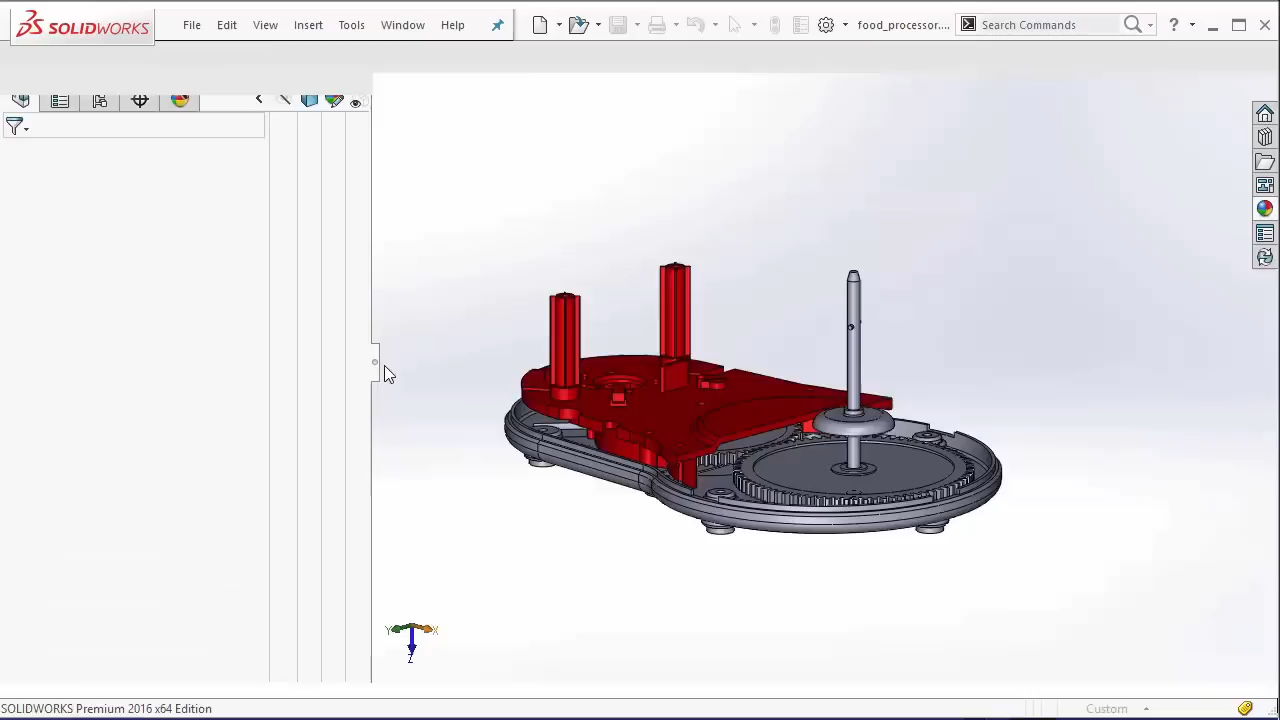 SOLIDWORKS File Edit View Insert Tools Window Help food_processor.... Search Commands ?
Y X
Z
SOLIDWORKS Premium 2016 x64 Edition Custom